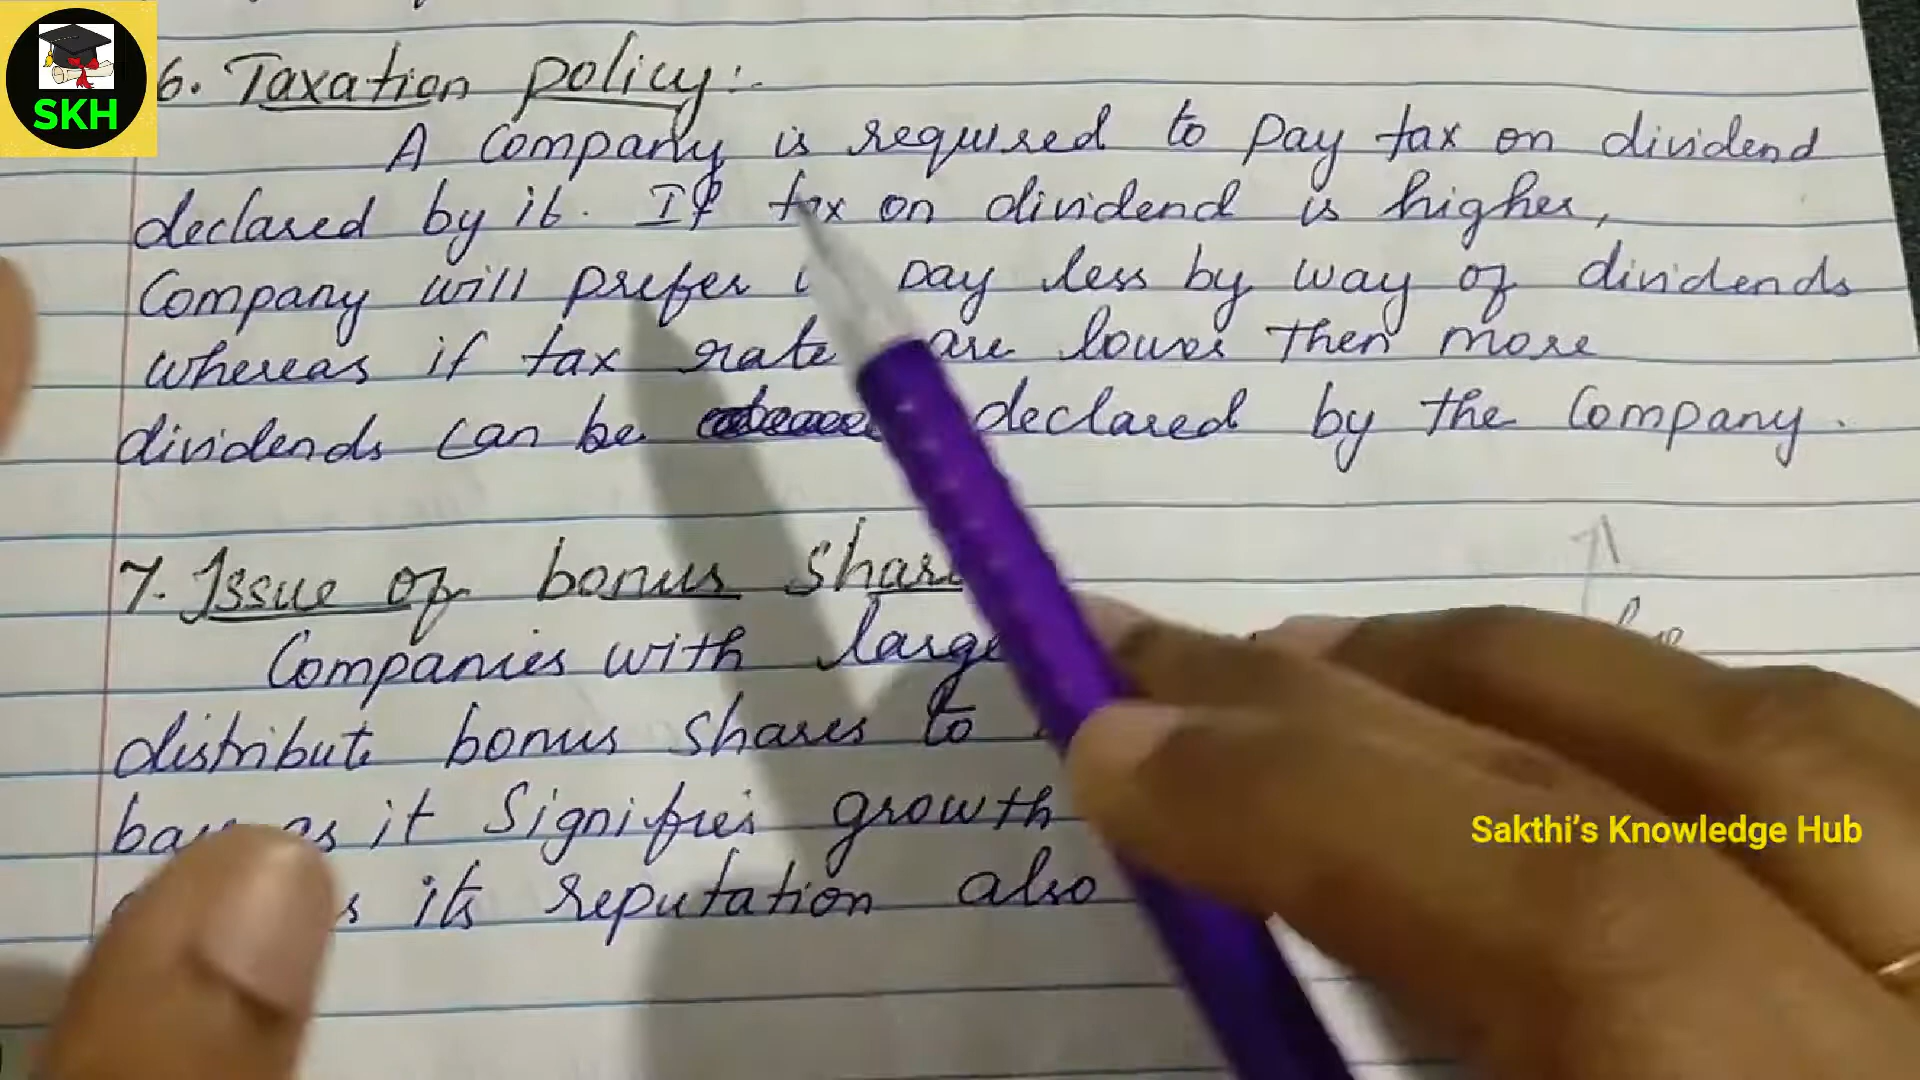 SKH
6. Taxation policy:-
A Company is required to pay tax on dividend
declared by it. If tax on dividend is higher,
Company will prefer pay less by way of dividends
whereas if tax rate are lower then more
dividends can be declared by the Company.
7. Issue of bonus share
Companies with large
distribute bonus shares to
as it Signifies growth
its reputation also
Sakthi's Knowledge Hub